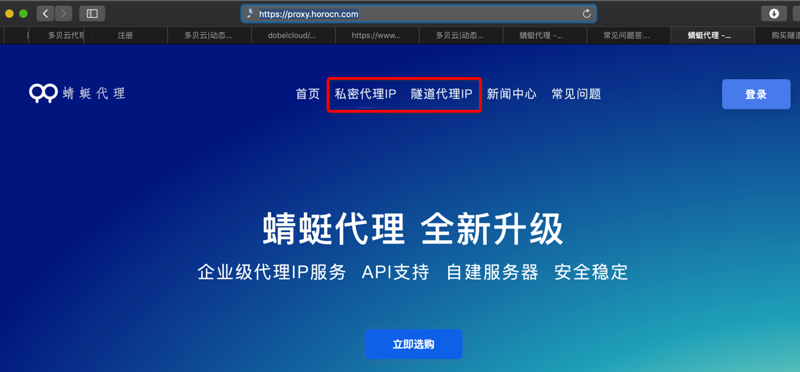 https://proxy.horocn.com
多贝云代理 注册 多贝云|动态... dobelcloud/... https://www... 多贝云|动态... 蜻蜓代理 -... 常见问题答... 蜻蜓代理 -... 购买隧道
蜻蜓代理 首页 私密代理IP 隧道代理IP 新闻中心 常见问题 登录
蜻蜓代理 全新升级
企业级代理IP服务 API支持 自建服务器 安全稳定
立即选购